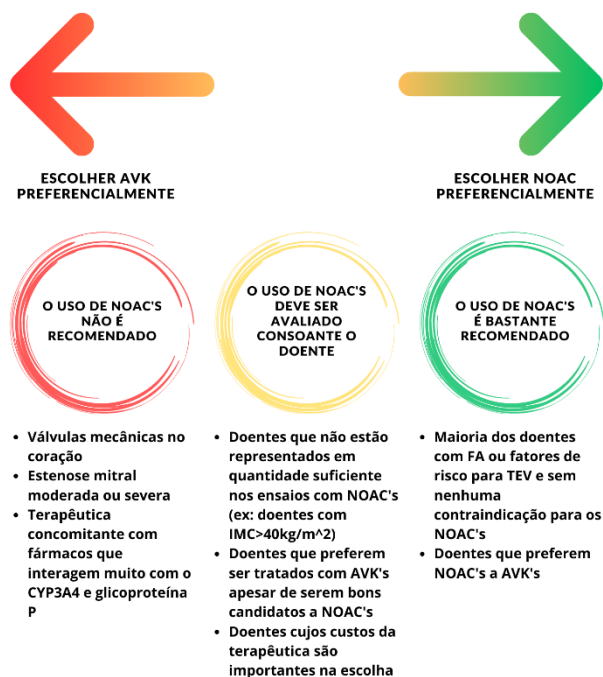 ESCOLHER AVK
PREFERENCIALMENTE
ESCOLHER NOAC
PREFERENCIALMENTE
O USO DE NOAC'S
NÃO É
RECOMENDADO
O USO DE NOAC'S
DEVE SER
AVALIADO
CONSOANTE O
DOENTE
O USO DE NOAC'S
É BASTANTE
RECOMENDADO
• Válvulas mecânicas no
coração
• Estenose mitral
moderada ou severa
• Terapêutica
concomitante com
fármacos que
interagem muito com o
CYP3A4 e glicoproteína
P
• Doentes que não estão
representados em
quantidade suficiente
nos ensaios com NOAC's
(ex: doentes com
IMC>40kg/m^2)
• Doentes que preferem
ser tratados com AVK's
apesar de serem bons
candidatos a NOAC's
• Doentes cujos custos da
terapêutica são
importantes na escolha
• Maioria dos doentes
com FA ou fatores de
risco para TEV e sem
nenhuma
contraindicação para os
NOAC's
• Doentes que preferem
NOAC's a AVK's